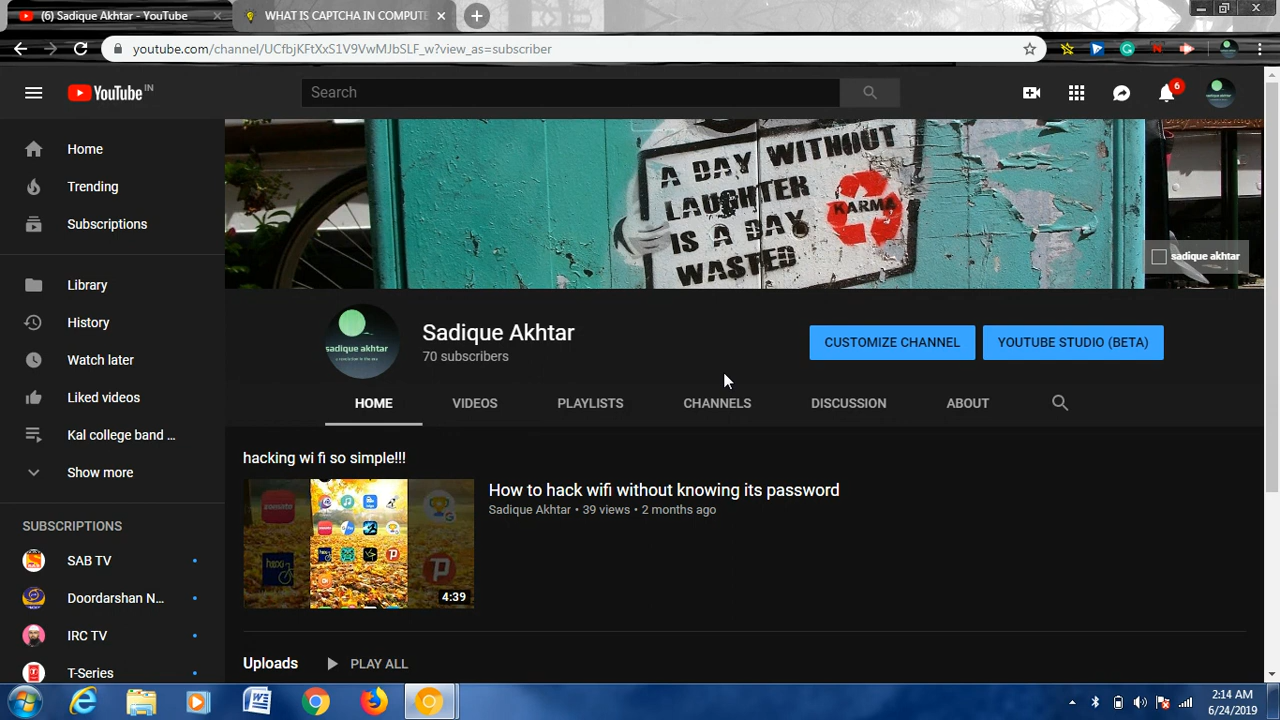 (6) Sadique Akhtar - YouTube
WHAT IS CAPTCHA IN COMPUTE
youtube.com/channel/UCfbjKFtXxS1V9VwMJbSLF_w?view_as=subscriber
YouTube IN
Search
6
Home
Trending
Subscriptions
Library
History
Watch later
Liked videos
Kal college band ...
Show more
SUBSCRIPTIONS
SAB TV
Doordarshan N...
IRC TV
T-Series
A DAY WITHOUT
LAUGHTER
IS A DAY
WASTED
KARMA
sadique akhtar
sadique akhtar
Sadique Akhtar
70 subscribers
CUSTOMIZE CHANNEL
YOUTUBE STUDIO (BETA)
HOME
VIDEOS
PLAYLISTS
CHANNELS
DISCUSSION
ABOUT
hacking wi fi so simple!!!
How to hack wifi without knowing its password
Sadique Akhtar • 39 views • 2 months ago
4:39
Uploads
PLAY ALL
2:14 AM
6/24/2019